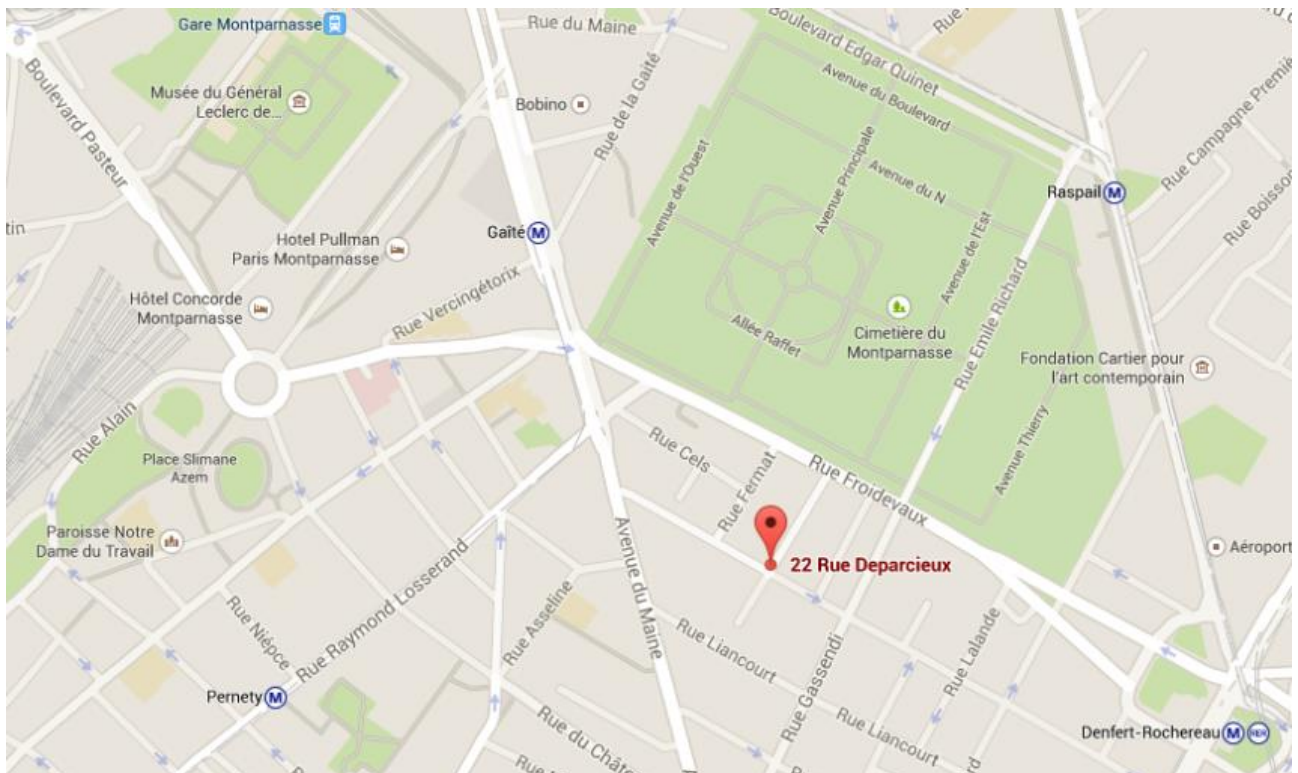 Gare Montparnasse
Rue du Maine
Boulevard Edgar Quinet
Avenue du Boulevard
Musée du Général
Leclerc de...
Bobino
Rue de la Gaîté
Boulevard Pasteur
Avenue de l'Ouest
Avenue Principale
Avenue du N
Rue Campagne Premiè
Raspail
M
Rue Boisson
tin
Gaîté
M
Hotel Pullman
Paris Montparnasse
Avenue de l'Est
Rue Emile Richard
Hôtel Concorde
Montparnasse
Rue Vercingétorix
Allée Raffet
Cimetière du
Montparnasse
Fondation Cartier pour
l'art contemporain
Rue Alain
Place Slimane
Azem
Rue Cels
Rue Fermat
Rue Froidevaux
Avenue Thierry
Paroisse Notre
Dame du Travail
22 Rue Deparcieux
Aéroport
Avenue du Maine
Rue Raymond Losserand
Rue Asseline
Rue Niépce
Rue Liancourt
Rue Gassendi
Rue Lalande
Pernety
M
Rue du Châte
Rue Liancourt
Denfert-Rochereau
M
RER